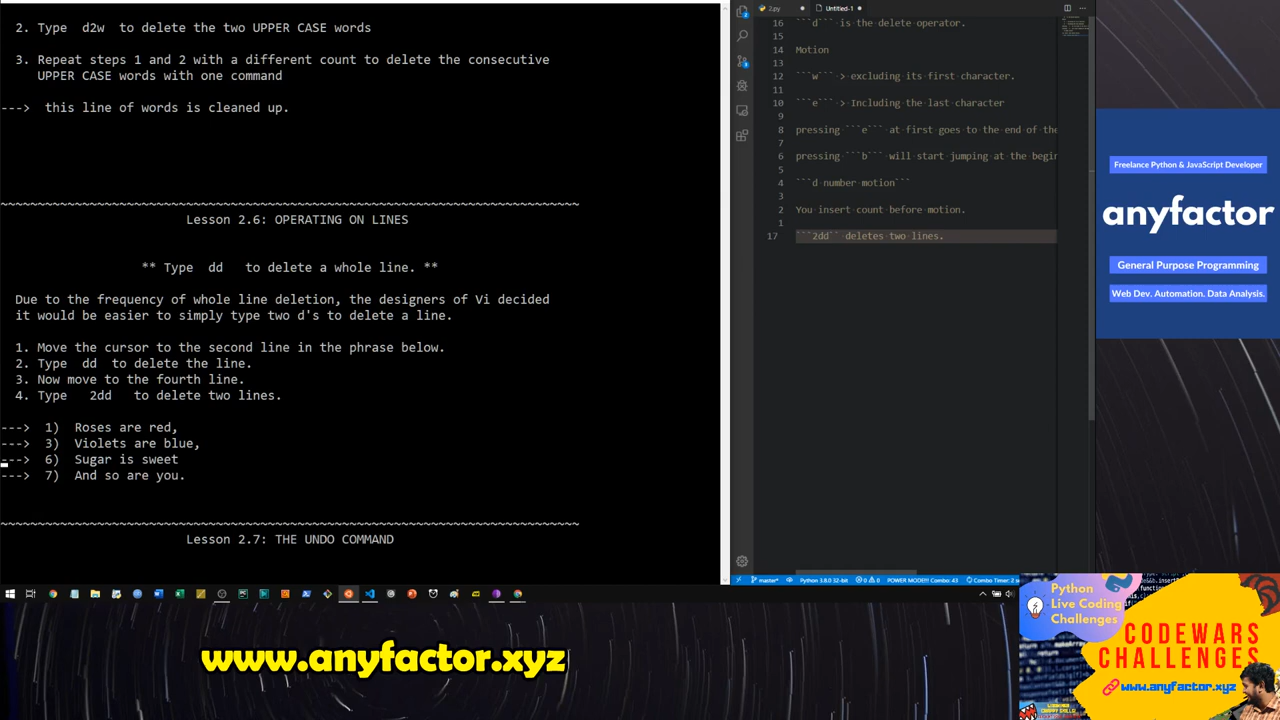 2. Type d2w to delete the two UPPER CASE words
3. Repeat steps 1 and 2 with a different count to delete the consecutive
UPPER CASE words with one command
---> this line of words is cleaned up.
~~~~~~~~~~~~~~~~~~~~~~~~~~~~~~~~~~~~~~~~~~~~~~~~~~~~~~~~~~~~~~~~~~~~~~~~~~~~~~
Lesson 2.6: OPERATING ON LINES
** Type dd to delete a whole line. **
Due to the frequency of whole line deletion, the designers of Vi decided
it would be easier to simply type two d's to delete a line.
1. Move the cursor to the second line in the phrase below.
2. Type dd to delete the line.
3. Now move to the fourth line.
4. Type 2dd to delete two lines.
---> 1) Roses are red,
---> 3) Violets are blue,
---> 6) Sugar is sweet
---> 7) And so are you.
~~~~~~~~~~~~~~~~~~~~~~~~~~~~~~~~~~~~~~~~~~~~~~~~~~~~~~~~~~~~~~~~~~~~~~~~~~~~~~
Lesson 2.7: THE UNDO COMMAND
2.py
Untitled-1
16 ```d``` is the delete operator.
15
14 Motion
13
12 ```w``` > excluding its first character.
11
10 ```e``` > Including the last character
9
8 pressing ```e``` at first goes to the end of the
7
6 pressing ```b``` will start jumping at the begin
5
4 ```d number motion```
3
2 You insert count before motion.
1
17 ```2dd`` deletes two lines.
master* Python 3.8.0 32-bit 0 0 POWER MODE!!! Combo: 43 Combo Timer: 2
Freelance Python & JavaScript Developer
anyfactor
General Purpose Programming
Web Dev. Automation. Data Analysis.
www.anyfactor.xyz
Python
Live Coding
Challenges
CODEWARS
CHALLENGES
www.anyfactor.xyz